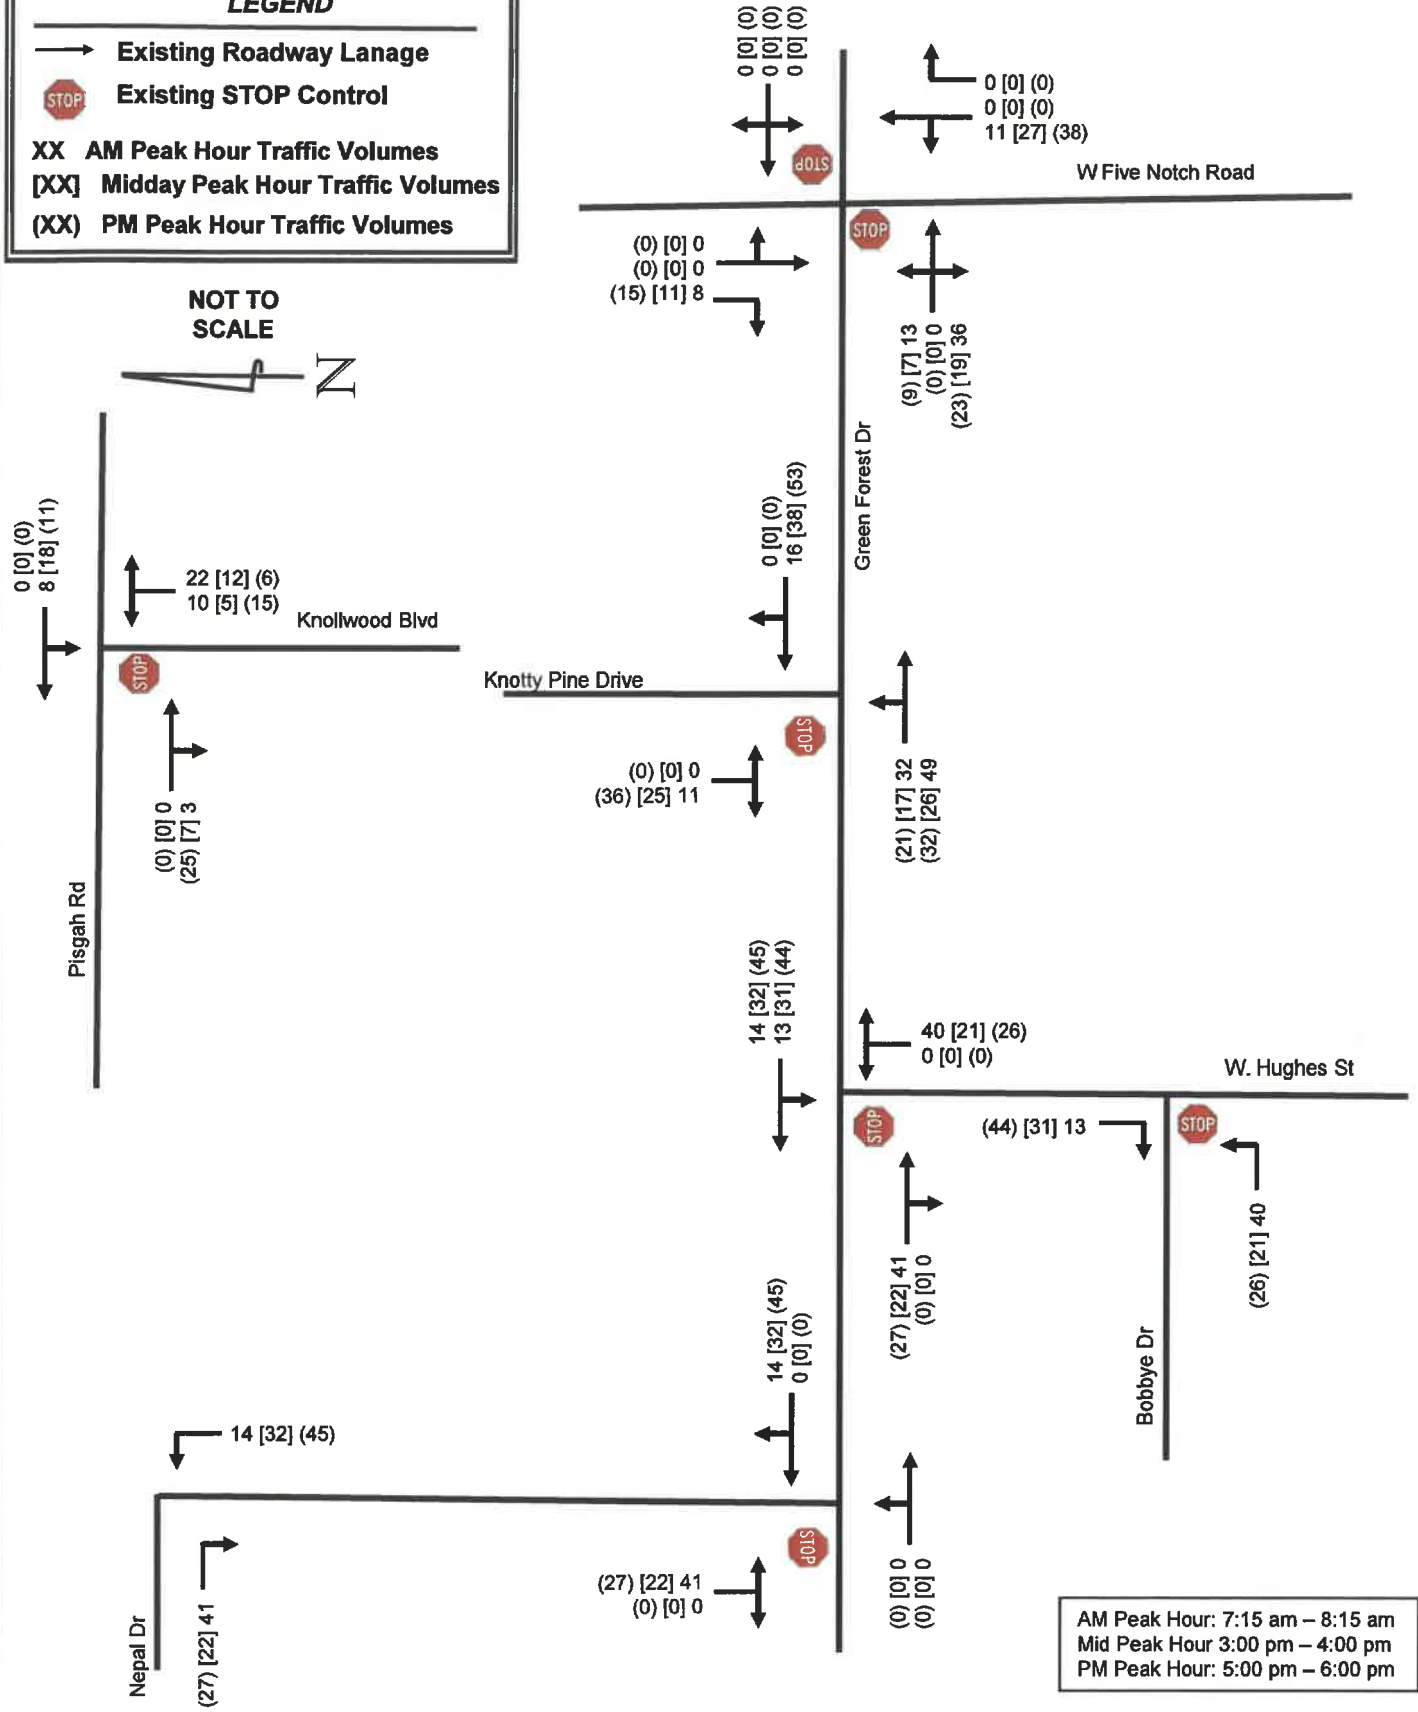 LEGEND
Existing Roadway Lanage
STOP
Existing STOP Control
XX AM Peak Hour Traffic Volumes
[XX] Midday Peak Hour Traffic Volumes
(XX) PM Peak Hour Traffic Volumes
NOT TO
SCALE
N
0 [0] (0)
0 [0] (0)
0 [0] (0)
STOP
0 [0] (0)
0 [0] (0)
11 [27] (38)
W Five Notch Road
STOP
(0) [0] 0
(0) [0] 0
(15) [11] 8
(9) [7] 13
(0) [0] 0
(23) [19] 36
Green Forest Dr
0 [0] (0)
8 [18] (11)
22 [12] (6)
10 [5] (15)
Knollwood Blvd
STOP
(0) [0] 0
(25) [7] 3
Pisgah Rd
0 [0] (0)
16 [38] (53)
Knotty Pine Drive
STOP
(0) [0] 0
(36) [25] 11
(21) [17] 32
(32) [26] 49
14 [32] (45)
13 [31] (44)
40 [21] (26)
0 [0] (0)
W. Hughes St
STOP
(44) [31] 13
STOP
(27) [22] 41
(0) [0] 0
(26) [21] 40
Bobbye Dr
14 [32] (45)
0 [0] (0)
14 [32] (45)
STOP
(27) [22] 41
(0) [0] 0
(0) [0] 0
(0) [0] 0
Nepal Dr
(27) [22] 41
AM Peak Hour: 7:15 am – 8:15 am
Mid Peak Hour 3:00 pm – 4:00 pm
PM Peak Hour: 5:00 pm – 6:00 pm